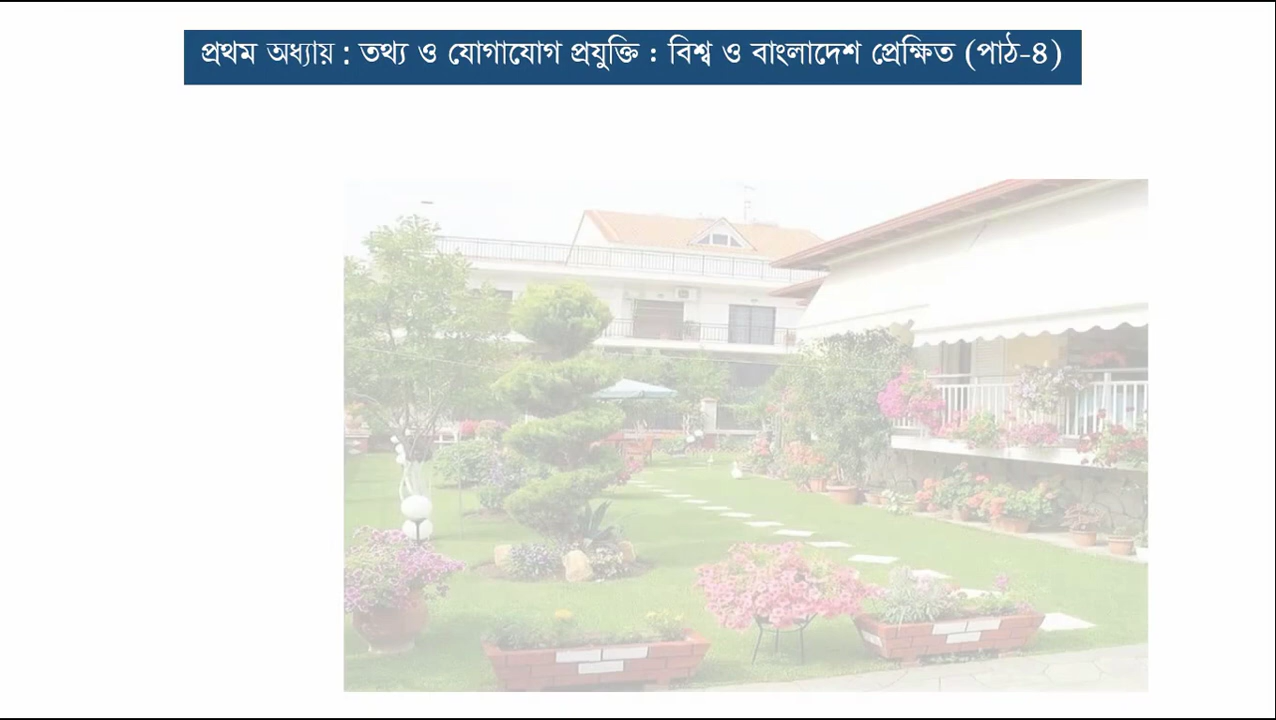 প্রথম অধ্যায় : তথ্য ও যোগাযোগ প্রযুক্তি : বিশ্ব ও বাংলাদেশ প্রেক্ষিত (পাঠ-৪)